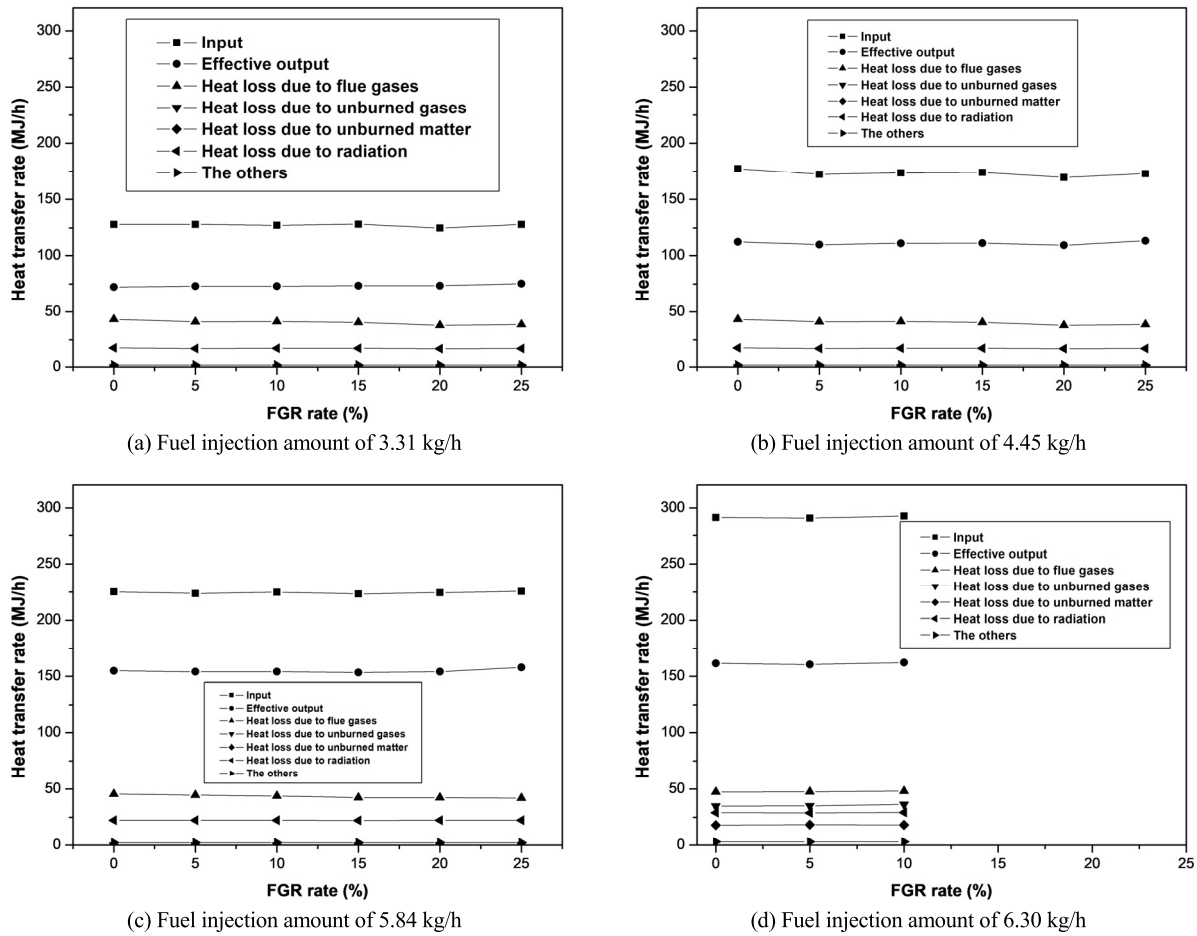 Heat transfer rate (MJ/h)
300
250
200
150
100
50
0
Input
Effective output
Heat loss due to flue gases
Heat loss due to unburned gases
Heat loss due to unburned matter
Heat loss due to radiation
The others
0 5 10 15 20 25
FGR rate (%)
(a) Fuel injection amount of 3.31 kg/h
Heat transfer rate (MJ/h)
300
250
200
150
100
50
0
Input
Effective output
Heat loss due to flue gases
Heat loss due to unburned gases
Heat loss due to unburned matter
Heat loss due to radiation
The others
0 5 10 15 20 25
FGR rate (%)
(b) Fuel injection amount of 4.45 kg/h
Heat transfer rate (MJ/h)
300
250
200
150
100
50
0
Input
Effective output
Heat loss due to flue gases
Heat loss due to unburned gases
Heat loss due to unburned matter
Heat loss due to radiation
The others
0 5 10 15 20 25
FGR rate (%)
(c) Fuel injection amount of 5.84 kg/h
Heat transfer rate (MJ/h)
300
250
200
150
100
50
0
Input
Effective output
Heat loss due to flue gases
Heat loss due to unburned gases
Heat loss due to unburned matter
Heat loss due to radiation
The others
0 5 10 15 20 25
FGR rate (%)
(d) Fuel injection amount of 6.30 kg/h